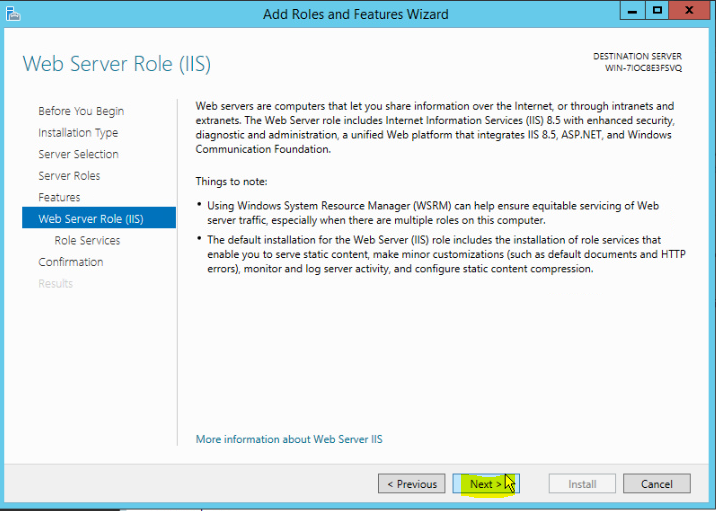 Add Roles and Features Wizard
Web Server Role (IIS)
DESTINATION SERVER
WIN-7IOC8E3FSVQ
Before You Begin
Installation Type
Server Selection
Server Roles
Features
Web Server Role (IIS)
Role Services
Confirmation
Results
Web servers are computers that let you share information over the Internet, or through intranets and
extranets. The Web Server role includes Internet Information Services (IIS) 8.5 with enhanced security,
diagnostic and administration, a unified Web platform that integrates IIS 8.5, ASP.NET, and Windows
Communication Foundation.
Things to note:
• Using Windows System Resource Manager (WSRM) can help ensure equitable servicing of Web
server traffic, especially when there are multiple roles on this computer.
• The default installation for the Web Server (IIS) role includes the installation of role services that
enable you to serve static content, make minor customizations (such as default documents and HTTP
errors), monitor and log server activity, and configure static content compression.
More information about Web Server IIS
< Previous
Next >
Install
Cancel